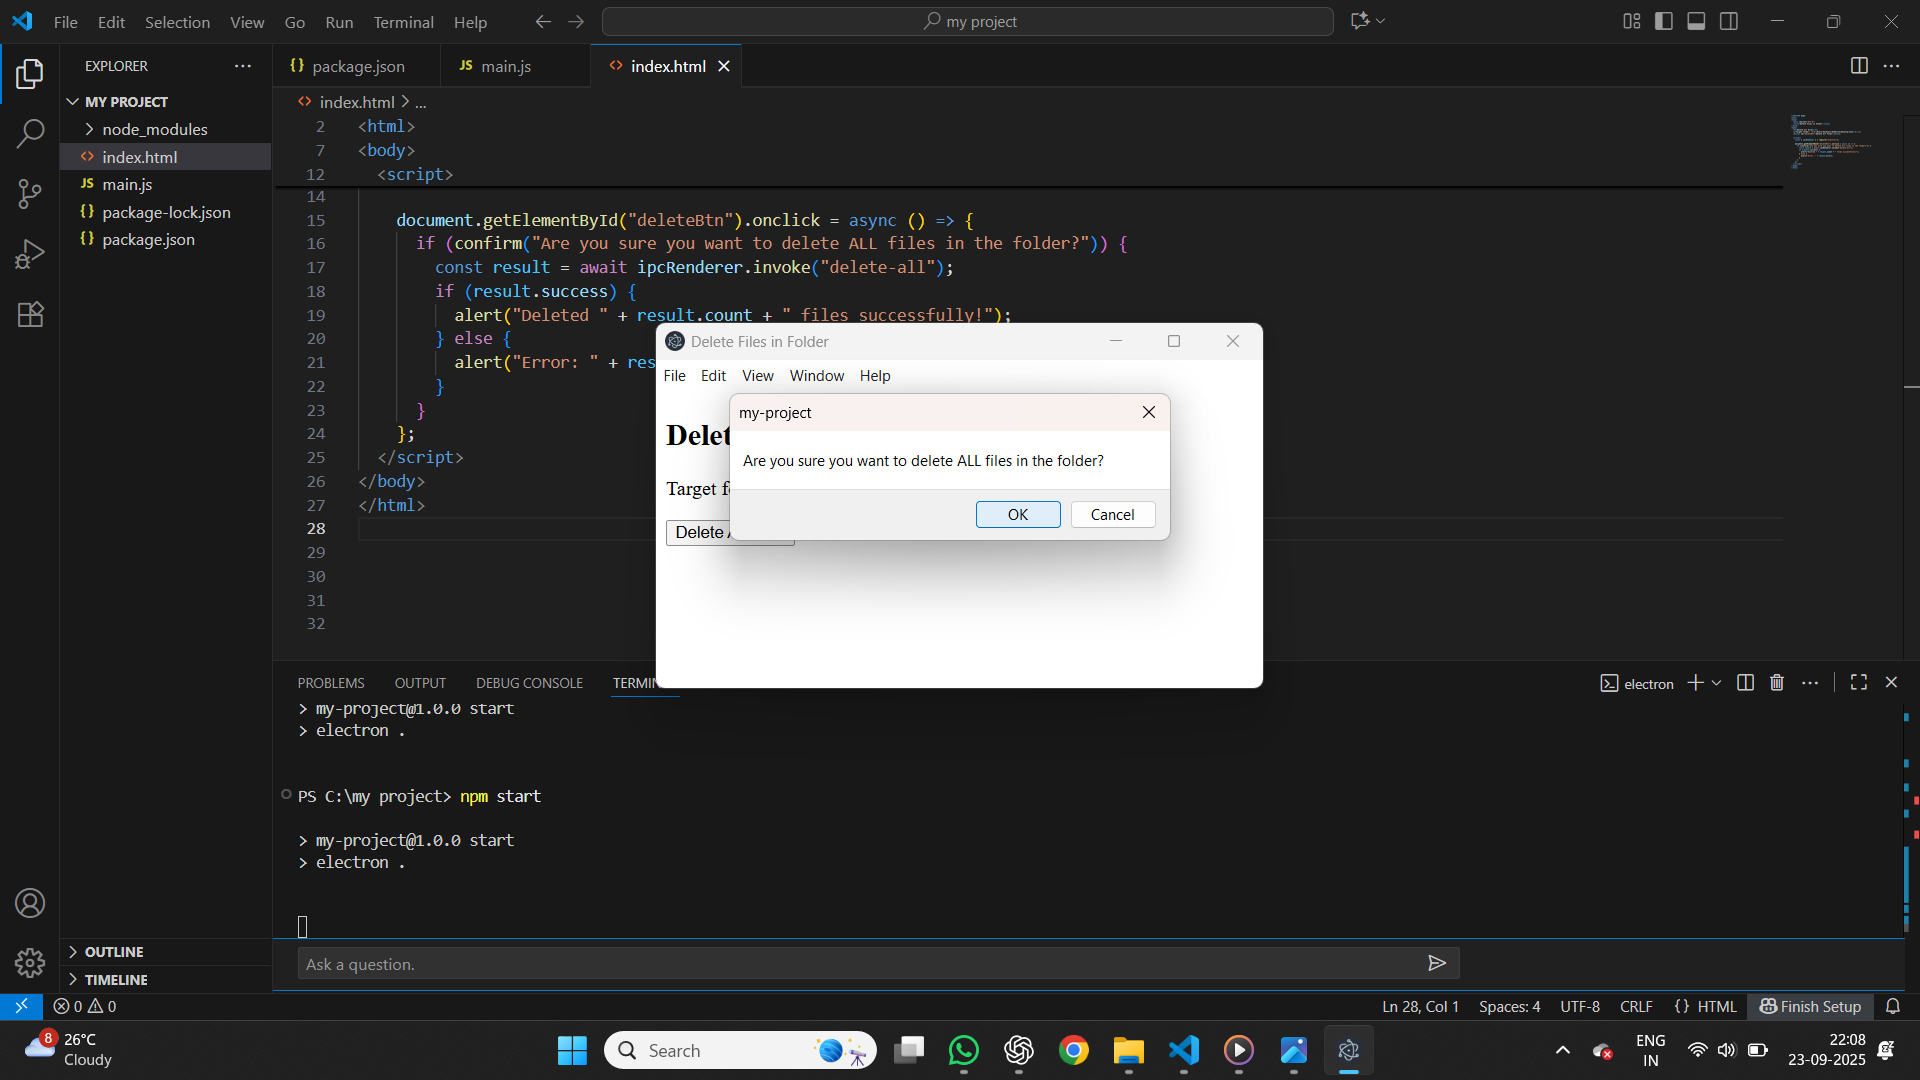 File Edit Selection View Go Run Terminal Help
my project
EXPLORER
MY PROJECT
node_modules
index.html
main.js
package-lock.json
package.json
OUTLINE
TIMELINE
package.json
main.js
index.html
index.html > ...
2 <html>
7 <body>
12 <script>
14
15 document.getElementById("deleteBtn").onclick = async () => {
16 if (confirm("Are you sure you want to delete ALL files in the folder?")) {
17 const result = await ipcRenderer.invoke("delete-all");
18 if (result.success) {
19 alert("Deleted " + result.count + " files successfully!");
20 } else {
21 alert("Error: " + res
22 }
23 }
24 };
25 </script>
26 </body>
27 </html>
28
29
30
31
32
Delete Files in Folder
File Edit View Window Help
Delet
Target f
Delete
my-project
Are you sure you want to delete ALL files in the folder?
OK
Cancel
PROBLEMS OUTPUT DEBUG CONSOLE TERMIN
electron
> my-project@1.0.0 start
> electron .
PS C:\my project> npm start
> my-project@1.0.0 start
> electron .
Ask a question.
0 0
Ln 28, Col 1 Spaces: 4 UTF-8 CRLF {} HTML Finish Setup
8
26°C
Cloudy
Search
ENG
IN
22:08
23-09-2025